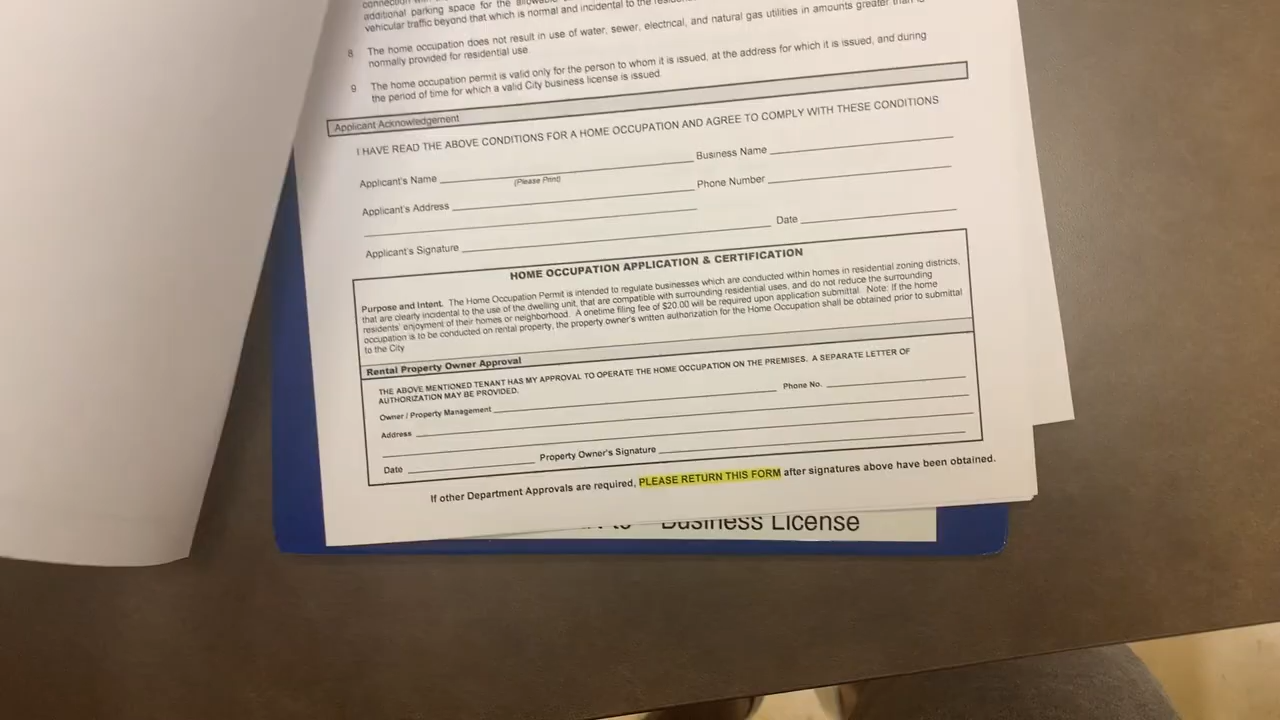 additional parking space for the
vehicular traffic beyond that which is normal and incidental to the
8 The home occupation does not result in use of water, sewer, electrical, and natural gas utilities in amounts greater than is
normally provided for residential use
9 The home occupation permit is valid only for the person to whom it is issued, at the address for which it is issued, and during
the period of time for which a valid City business license is issued.
Applicant Acknowledgement
I HAVE READ THE ABOVE CONDITIONS FOR A HOME OCCUPATION AND AGREE TO COMPLY WITH THESE CONDITIONS
Applicant's Name Business Name
(Please Print)
Applicant's Address Phone Number
Applicant's Signature Date
HOME OCCUPATION APPLICATION & CERTIFICATION
Purpose and Intent. The Home Occupation Permit is intended to regulate businesses which are conducted within homes in residential zoning districts,
that are clearly incidental to the use of the dwelling unit, that are compatible with surrounding residential uses, and do not reduce the surrounding
residents' enjoyment of their homes or neighborhood. A onetime filing fee of $20.00 will be required upon application submittal. Note: If the home
occupation is to be conducted on rental property, the property owner's written authorization for the Home Occupation shall be obtained prior to submittal
to the City
Rental Property Owner Approval
THE ABOVE MENTIONED TENANT HAS MY APPROVAL TO OPERATE THE HOME OCCUPATION ON THE PREMISES. A SEPARATE LETTER OF
AUTHORIZATION MAY BE PROVIDED.
Owner / Property Management Phone No.
Address
Date Property Owner's Signature
If other Department Approvals are required, PLEASE RETURN THIS FORM after signatures above have been obtained.
Business License